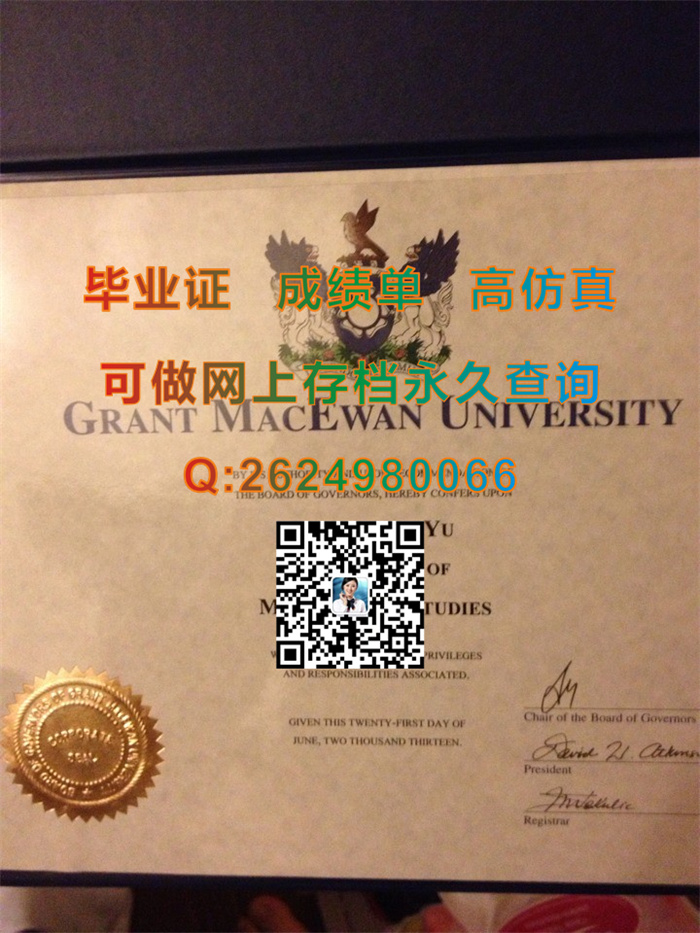 毕业证 成绩单 高仿真
可做网上存档永久查询
GRANT MACEWAN UNIVERSITY
Q:2624980066
THE BOARD OF GOVERNORS, HEREBY CONFERS UPON
YU
OF
STUDIES
PRIVILEGES
AND RESPONSIBILITIES ASSOCIATED.
GIVEN THIS TWENTY-FIRST DAY OF
JUNE, TWO THOUSAND THIRTEEN.
CORPORATE
SEAL
Chair of the Board of Governors
David
President
Registrar